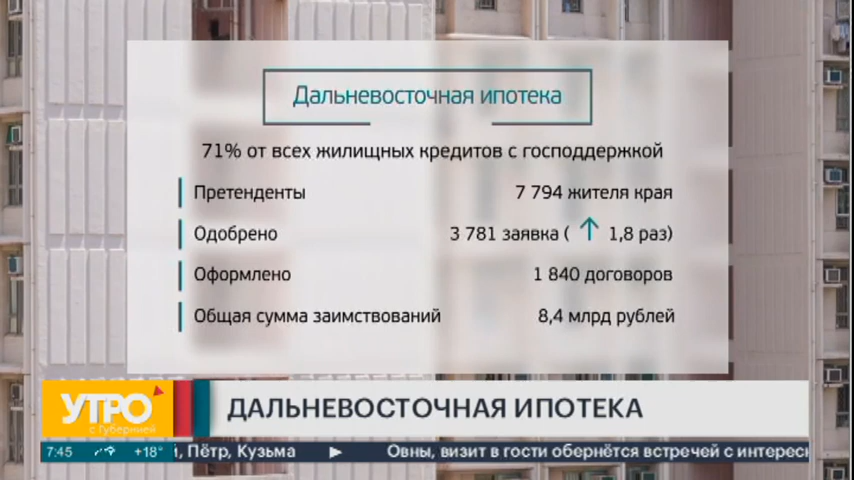 Дальневосточная ипотека
71% от всех жилищных кредитов с господдержкой
Претенденты 7 794 жителя края
Одобрено 3 781 заявка ( ↑ 1,8 раз)
Оформлено 1 840 договоров
Общая сумма заимствований 8,4 млрд рублей
УТРО
с Губернией
ДАЛЬНЕВОСТОЧНАЯ ИПОТЕКА
7:45 +18° й, Пётр, Кузьма ▶ Овны, визит в гости обернётся встречей с интерес